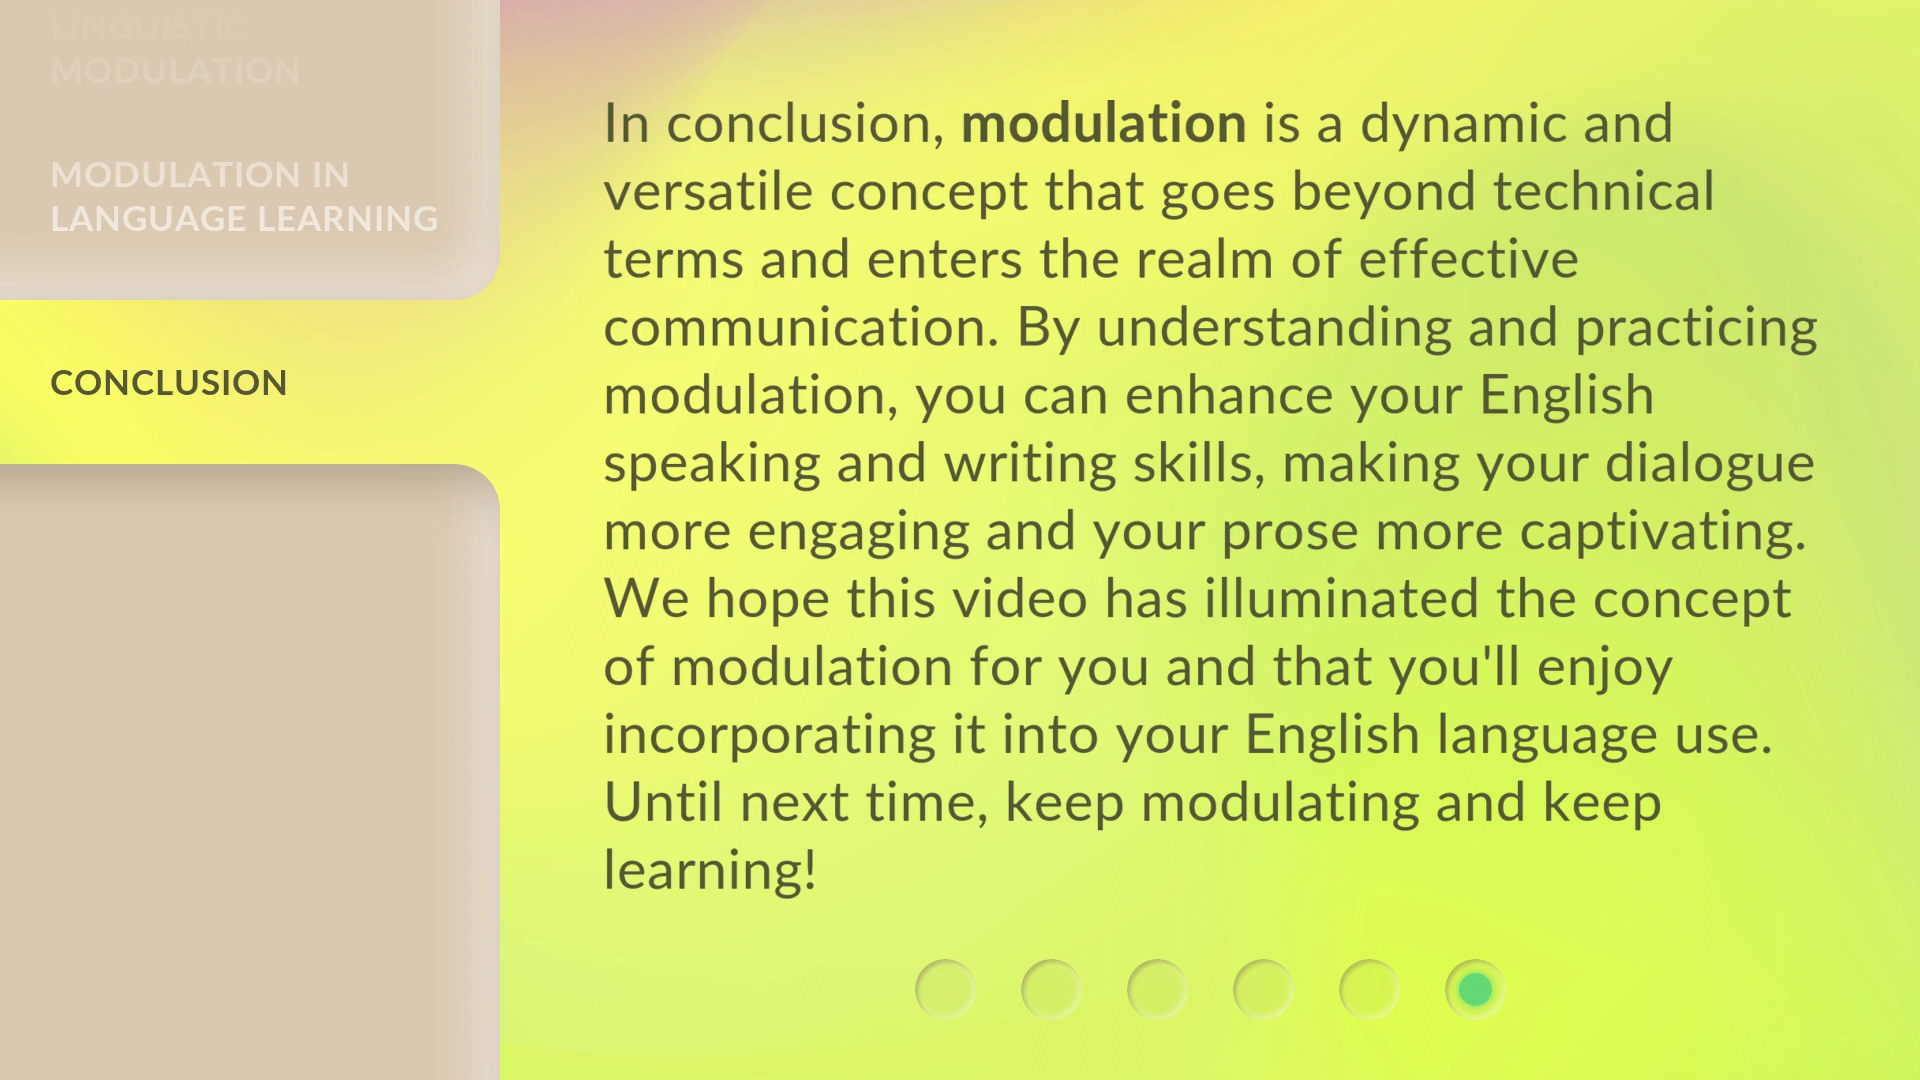 LINGUISTIC
MODULATION
MODULATION IN
LANGUAGE LEARNING
CONCLUSION
In conclusion, modulation is a dynamic and
versatile concept that goes beyond technical
terms and enters the realm of effective
communication. By understanding and practicing
modulation, you can enhance your English
speaking and writing skills, making your dialogue
more engaging and your prose more captivating.
We hope this video has illuminated the concept
of modulation for you and that you'll enjoy
incorporating it into your English language use.
Until next time, keep modulating and keep
learning!